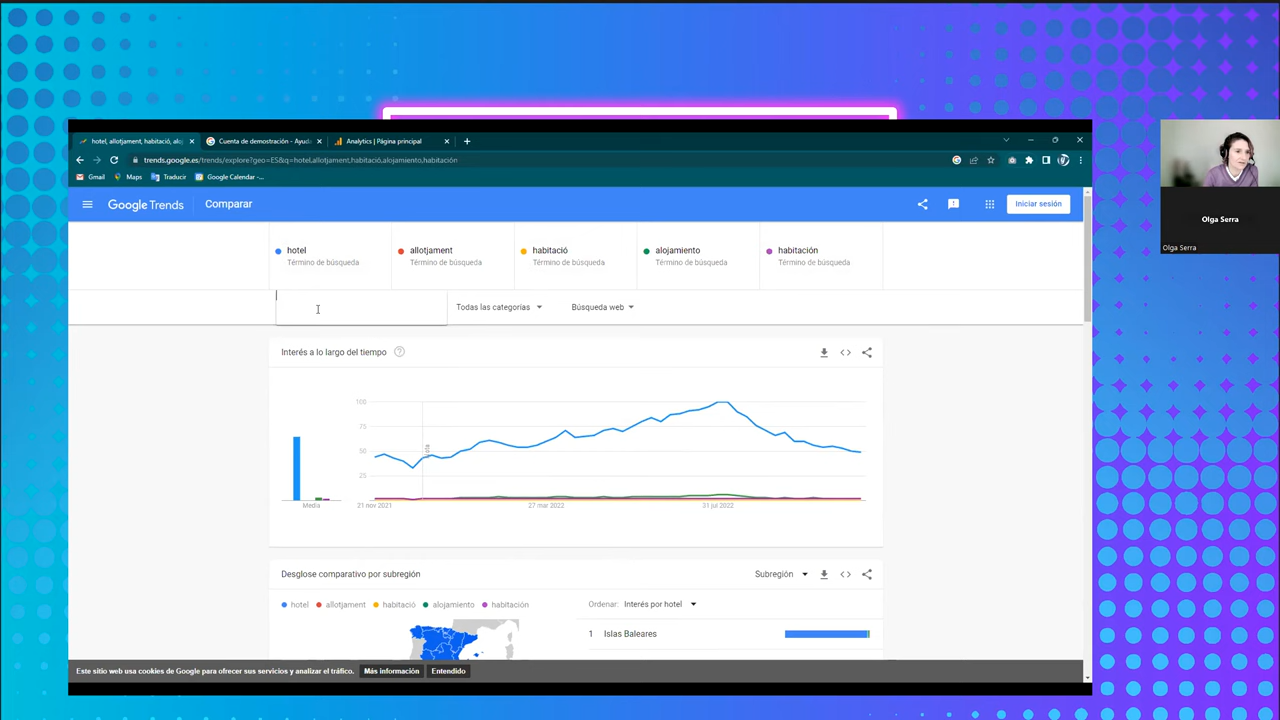 hotel, allotjament, habitació, alo
Cuenta de demostración - Ayuda
Analytics | Página principal
trends.google.es/trends/explore?geo=ES&q=hotel,allotjament,habitació,alojamiento,habitación
Gmail
Maps
Traducir
Google Calendar -...
Google Trends
Comparar
Iniciar sesión
hotel
Término de búsqueda
allotjament
Término de búsqueda
habitació
Término de búsqueda
alojamiento
Término de búsqueda
habitación
Término de búsqueda
Todas las categorías
Búsqueda web
Interés a lo largo del tiempo
100
75
50
25
Nota
Media
21 nov 2021
27 mar 2022
31 jul 2022
Desglose comparativo por subregión
Subregión
hotel
allotjament
habitació
alojamiento
habitación
Ordenar: Interés por hotel
1 Islas Baleares
Este sitio web usa cookies de Google para ofrecer sus servicios y analizar el tráfico.
Más información
Entendido
Olga Serra
Olga Serra